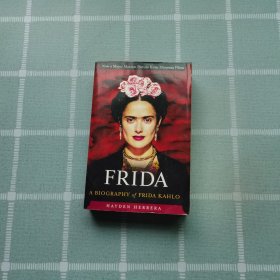 FRIDA
A BIOGRAPHY of FRIDA KAHLO
HAYDEN HERRERA